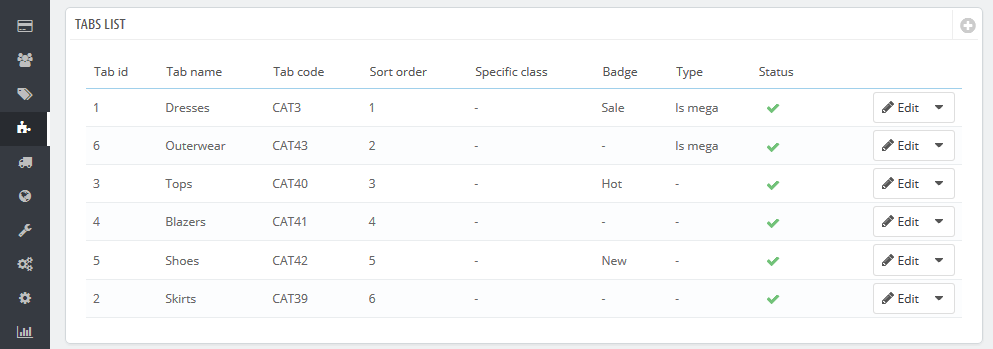 TABS LIST
Tab id Tab name Tab code Sort order Specific class Badge Type Status
1 Dresses CAT3 1 - Sale Is mega Edit
6 Outerwear CAT43 2 - - Is mega Edit
3 Tops CAT40 3 - Hot - Edit
4 Blazers CAT41 4 - - - Edit
5 Shoes CAT42 5 - New - Edit
2 Skirts CAT39 6 - - - Edit